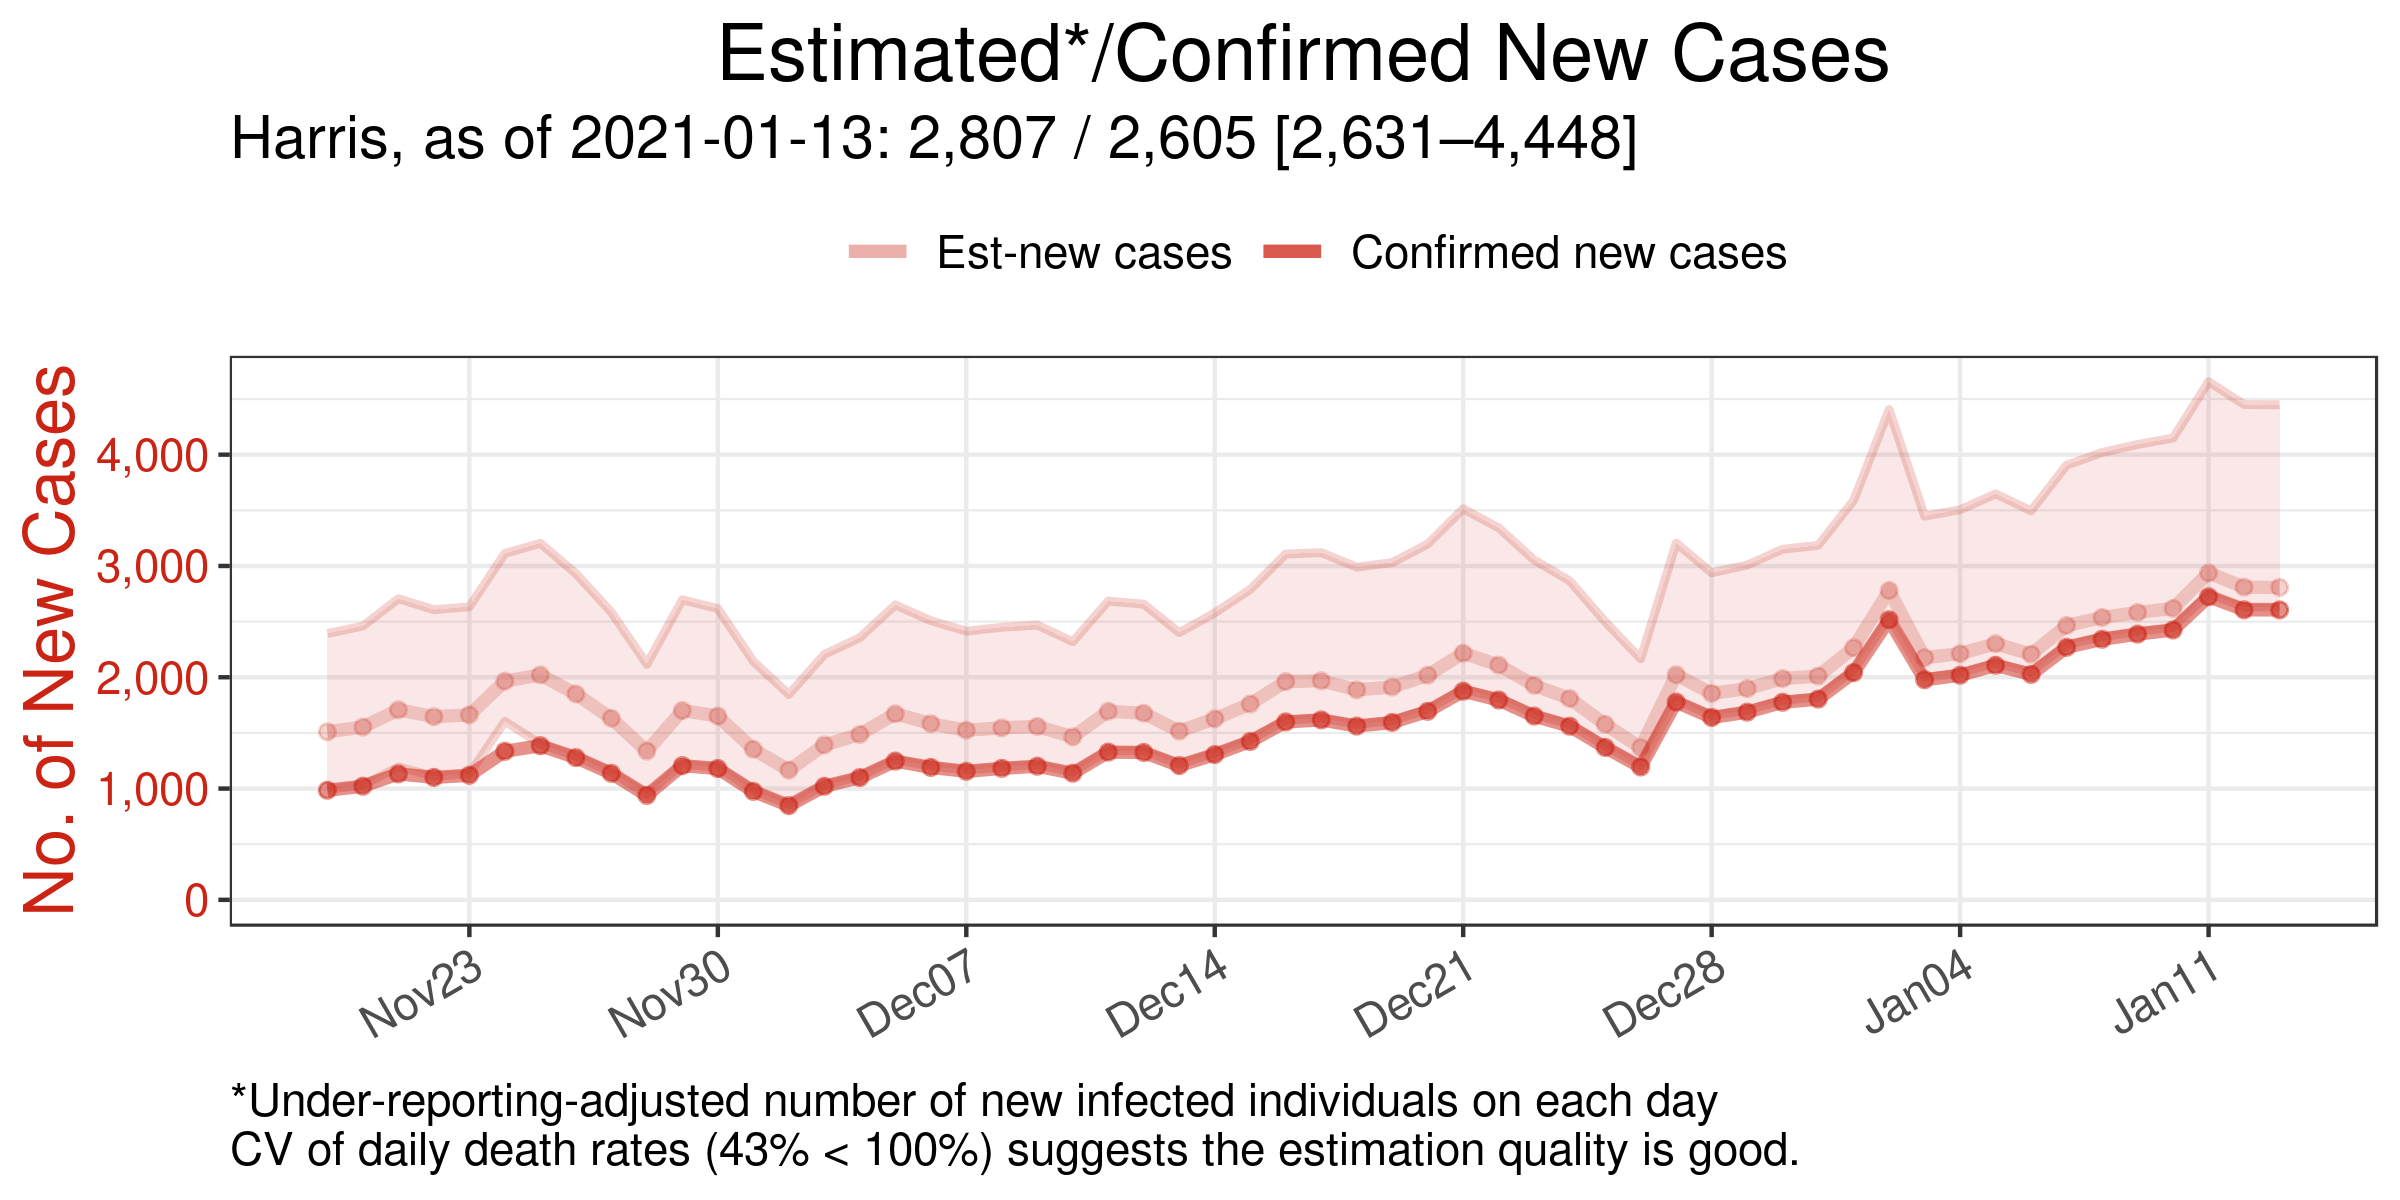 Estimated*/Confirmed New Cases
Harris, as of 2021-01-13: 2,807 / 2,605 [2,631–4,448]
Est-new cases
Confirmed new cases
No. of New Cases
4,000
3,000
2,000
1,000
0
Nov23
Nov30
Dec07
Dec14
Dec21
Dec28
Jan04
Jan11
*Under-reporting-adjusted number of new infected individuals on each day
CV of daily death rates (43% < 100%) suggests the estimation quality is good.